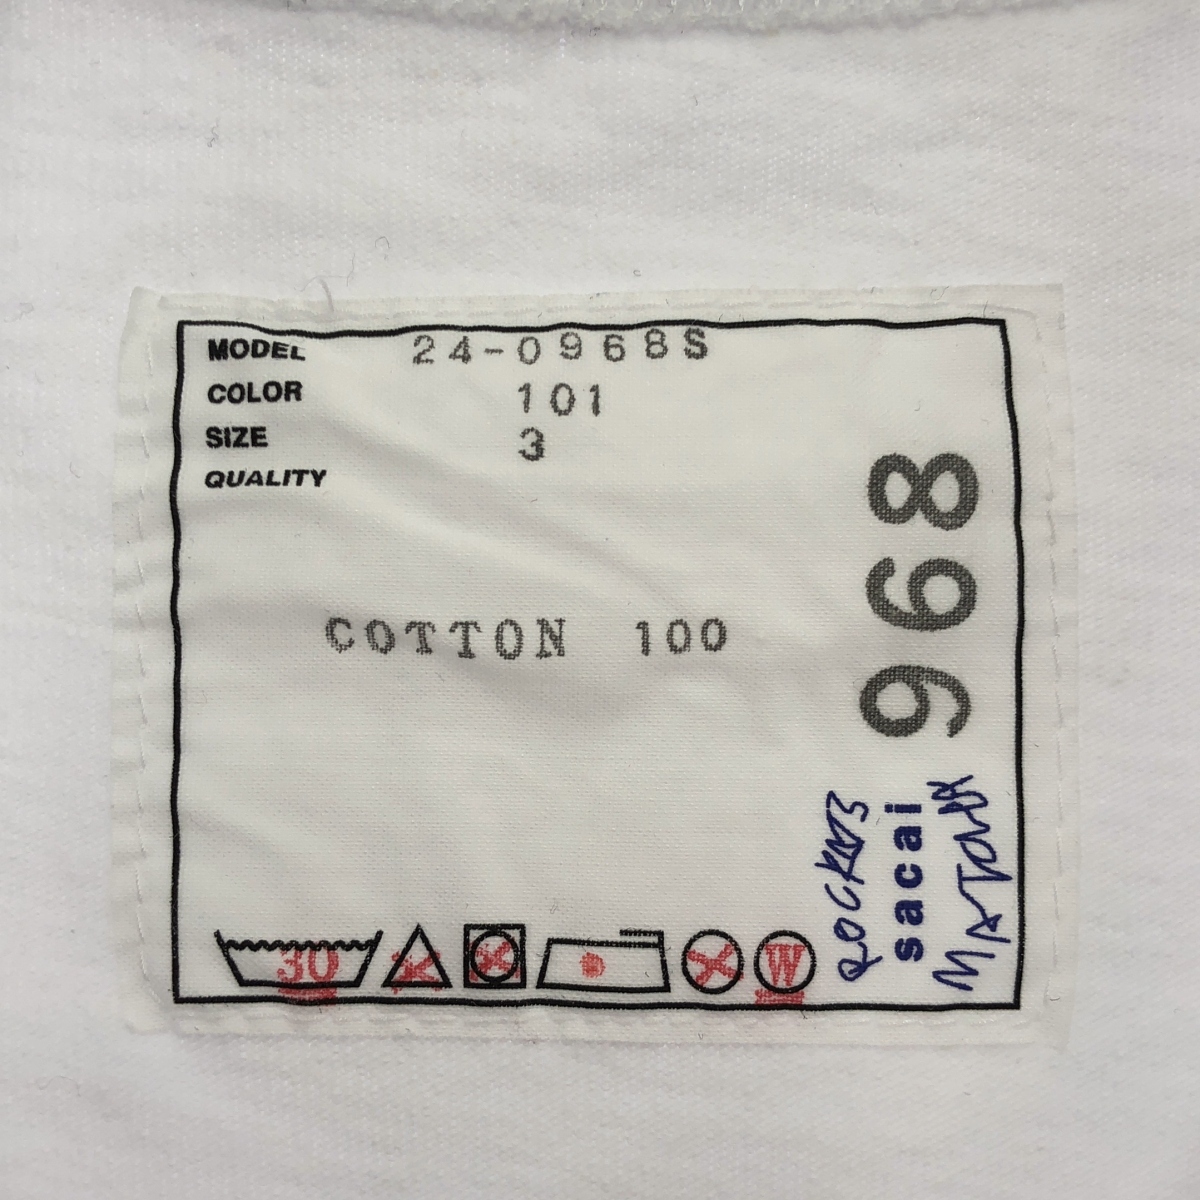 MODEL 24-0968S
COLOR 101
SIZE 3
QUALITY
COTTON 100
968
sacai
30
W